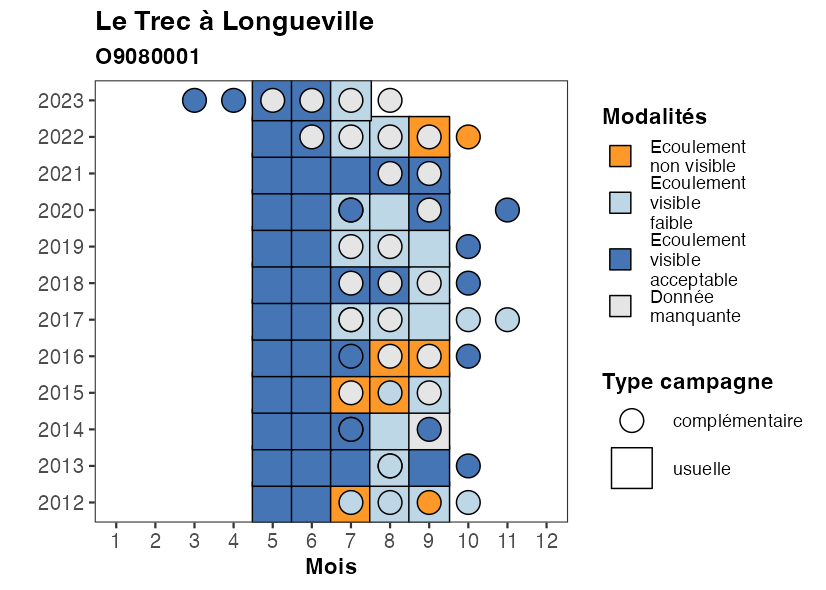 Le Trec à Longueville
O9080001
2023
2022
2021
2020
2019
2018
2017
2016
2015
2014
2013
2012
1 2 3 4 5 6 7 8 9 10 11 12
Mois
Modalités
Ecoulement
non visible
Ecoulement
visible
faible
Ecoulement
visible
acceptable
Donnée
manquante
Type campagne
complémentaire
usuelle